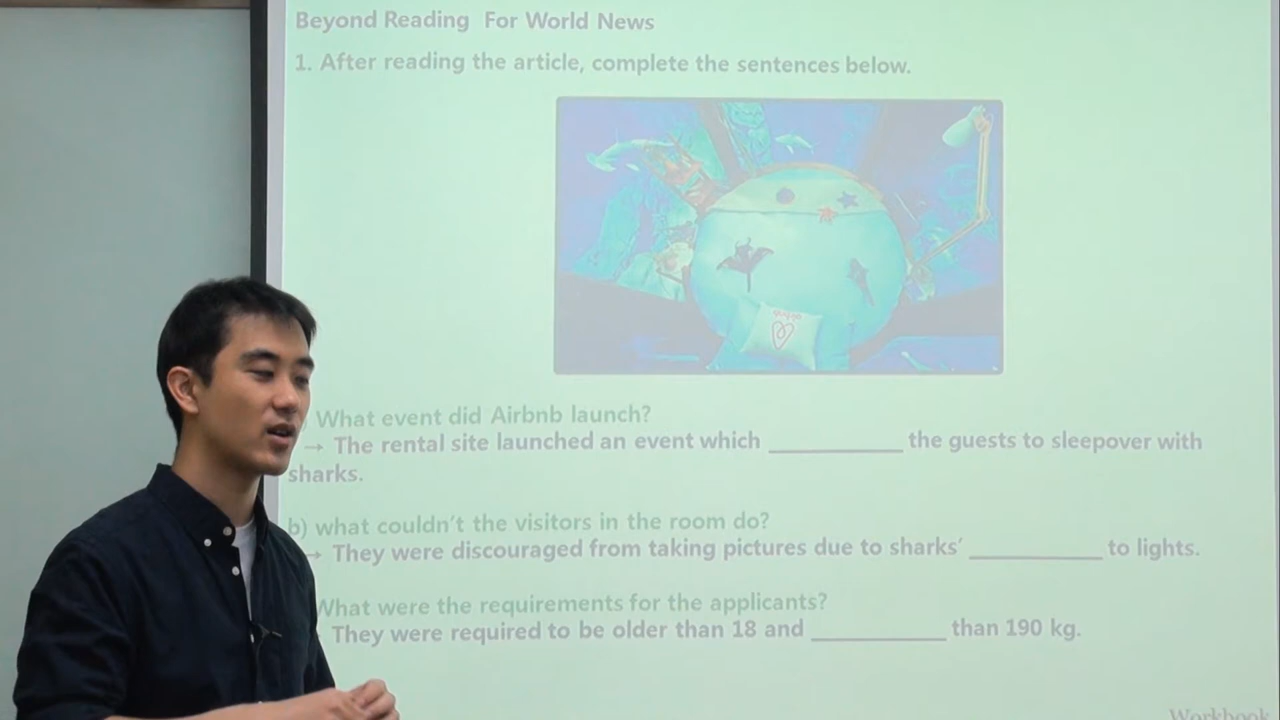 Beyond Reading For World News
1. After reading the article, complete the sentences below.
What event did Airbnb launch?
→ The rental site launched an event which __________ the guests to sleepover with
sharks.
b) what couldn't the visitors in the room do?
→ They were discouraged from taking pictures due to sharks' __________ to lights.
What were the requirements for the applicants?
They were required to be older than 18 and __________ than 190 kg.
Workbook